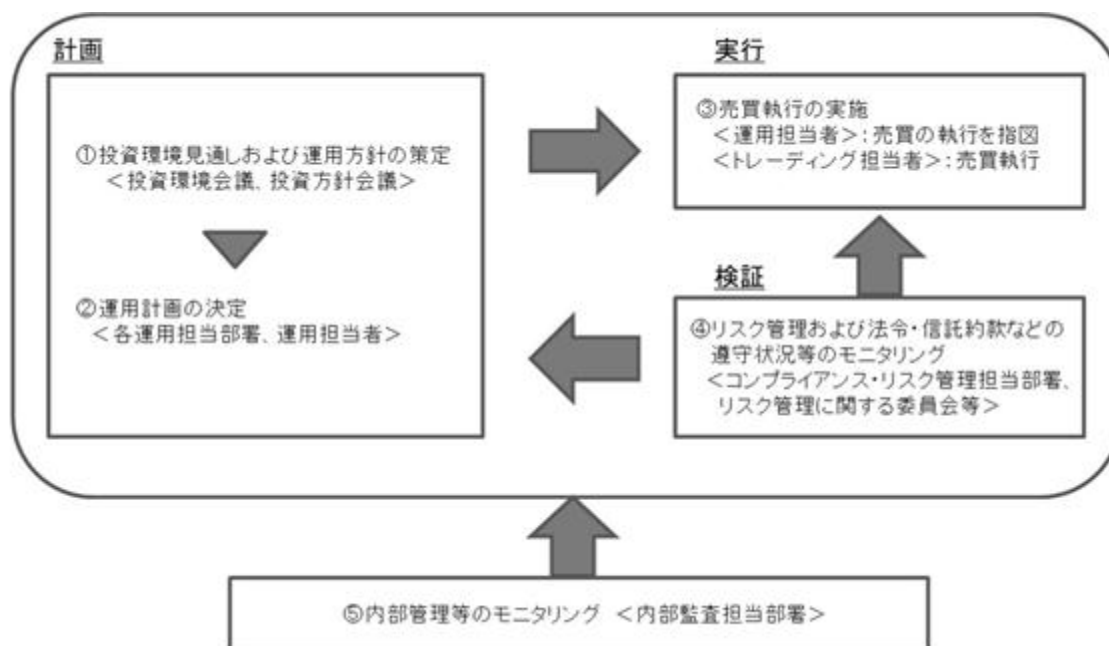 計画
①投資環境見通しおよび運用方針の策定
＜投資環境会議、投資方針会議＞
②運用計画の決定
＜各運用担当部署、運用担当者＞
実行
③売買執行の実施
＜運用担当者＞：売買の執行を指図
＜トレーディング担当者＞：売買執行
検証
④リスク管理および法令・信託約款などの
遵守状況等のモニタリング
＜コンプライアンス・リスク管理担当部署、
リスク管理に関する委員会等＞
⑤内部管理等のモニタリング ＜内部監査担当部署＞